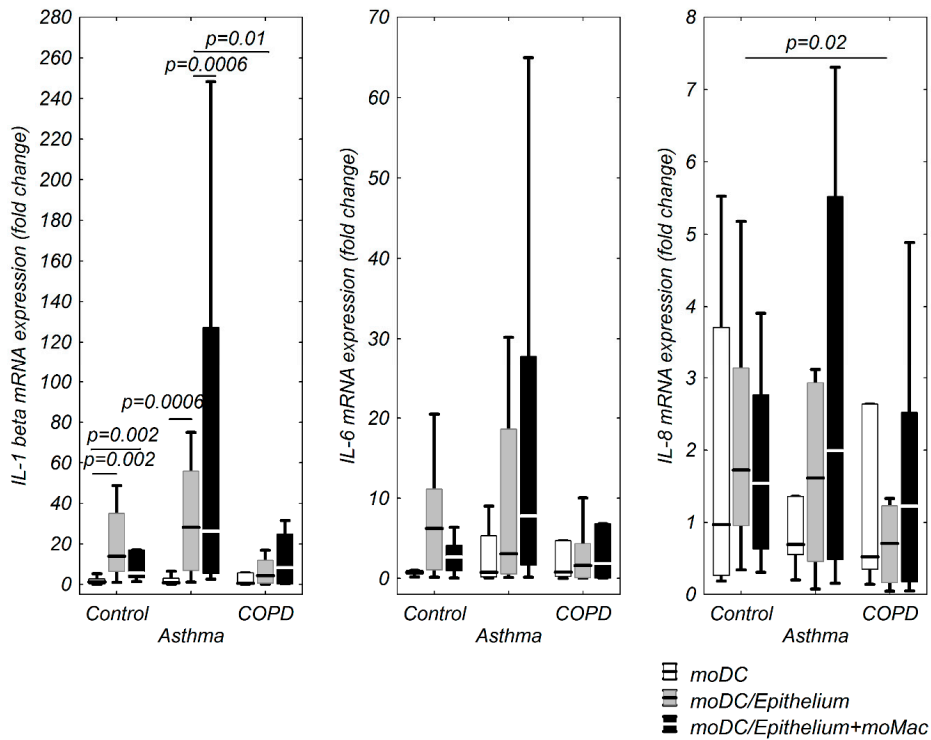 IL-1 beta mRNA expression (fold change)
280
260
240
220
200
180
160
140
120
100
80
60
40
20
0
p=0.01
p=0.0006
p=0.0006
p=0.002
p=0.002
Control
Asthma
COPD
IL-6 mRNA expression (fold change)
70
60
50
40
30
20
10
0
Control
Asthma
COPD
IL-8 mRNA expression (fold change)
8
7
6
5
4
3
2
1
0
p=0.02
Control
Asthma
COPD
moDC
moDC/Epithelium
moDC/Epithelium+moMac